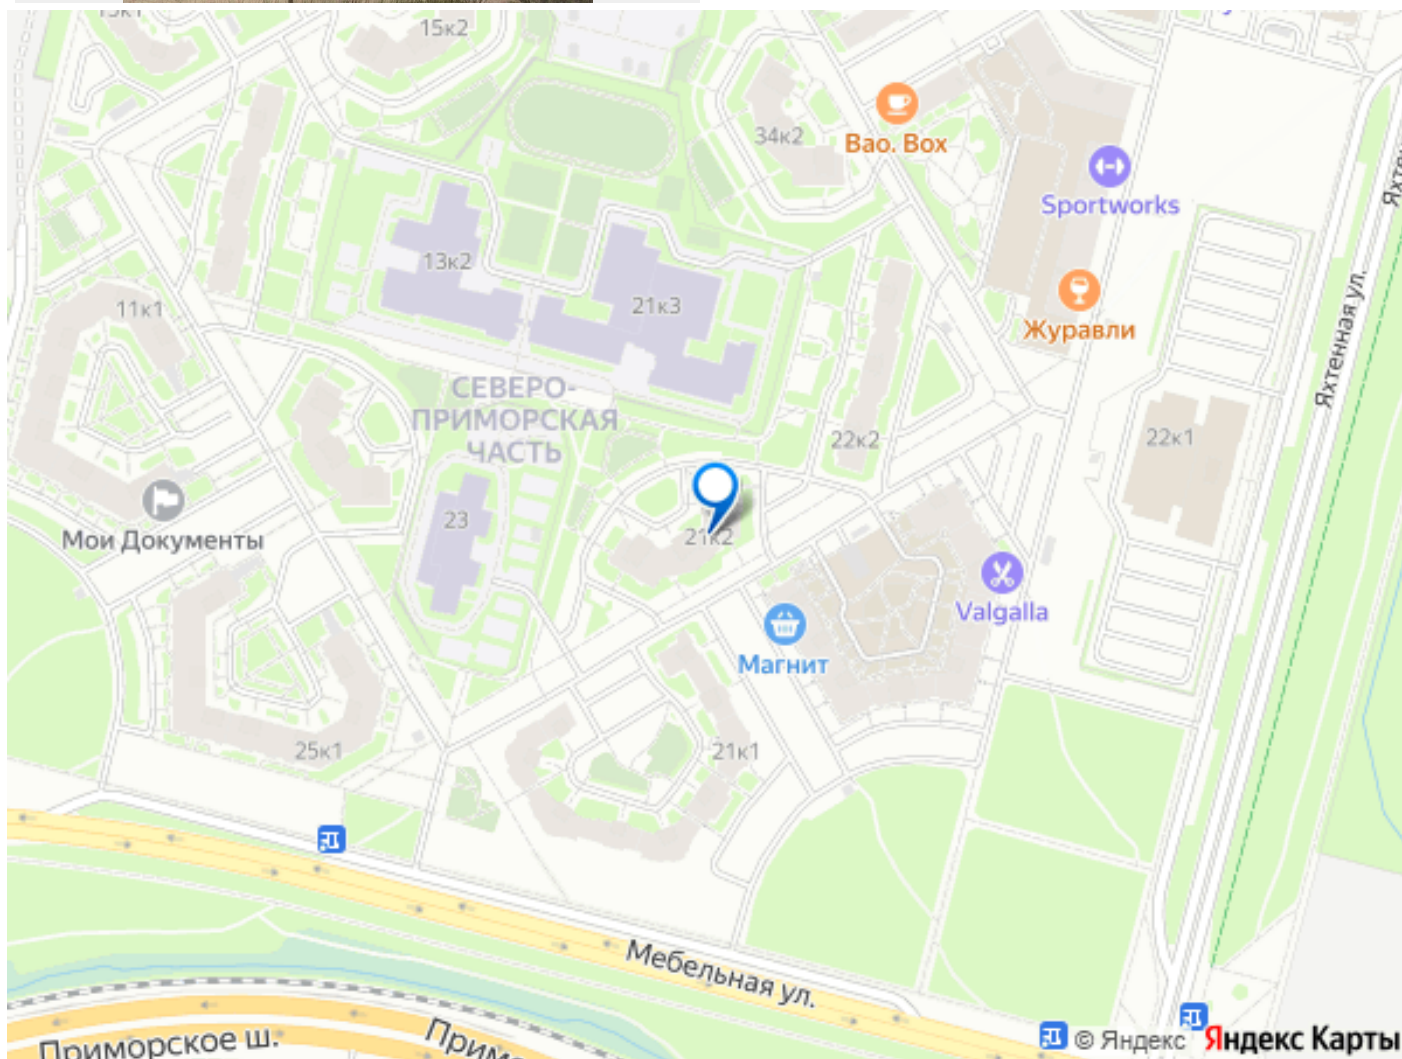 15к1
15к2
34к2
Bao. Box
Sportworks
13к2
21к3
11к1
Журавли
Яхтенная ул.
СЕВЕРО-
ПРИМОРСКАЯ
ЧАСТЬ
22к2
22к1
Мои Документы
23
21к2
Valgalla
Магнит
25к1
21к1
Мебельная ул.
Приморское ш.
© Яндекс Яндекс Карты